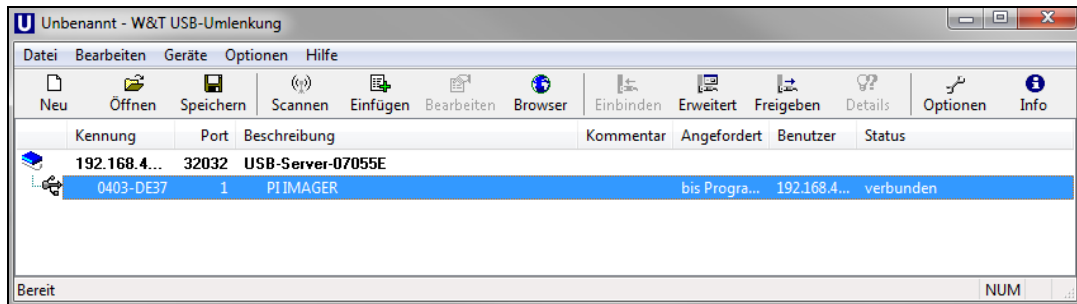 Unbenannt - W&T USB-Umlenkung
Datei Bearbeiten Geräte Optionen Hilfe
Neu Öffnen Speichern Scannen Einfügen Bearbeiten Browser Einbinden Erweitert Freigeben Details Optionen Info
Kennung Port Beschreibung Kommentar Angefordert Benutzer Status
192.168.4... 32032 USB-Server-07055E
0403-DE37 1 PI IMAGER bis Progra... 192.168.4... verbunden
Bereit NUM